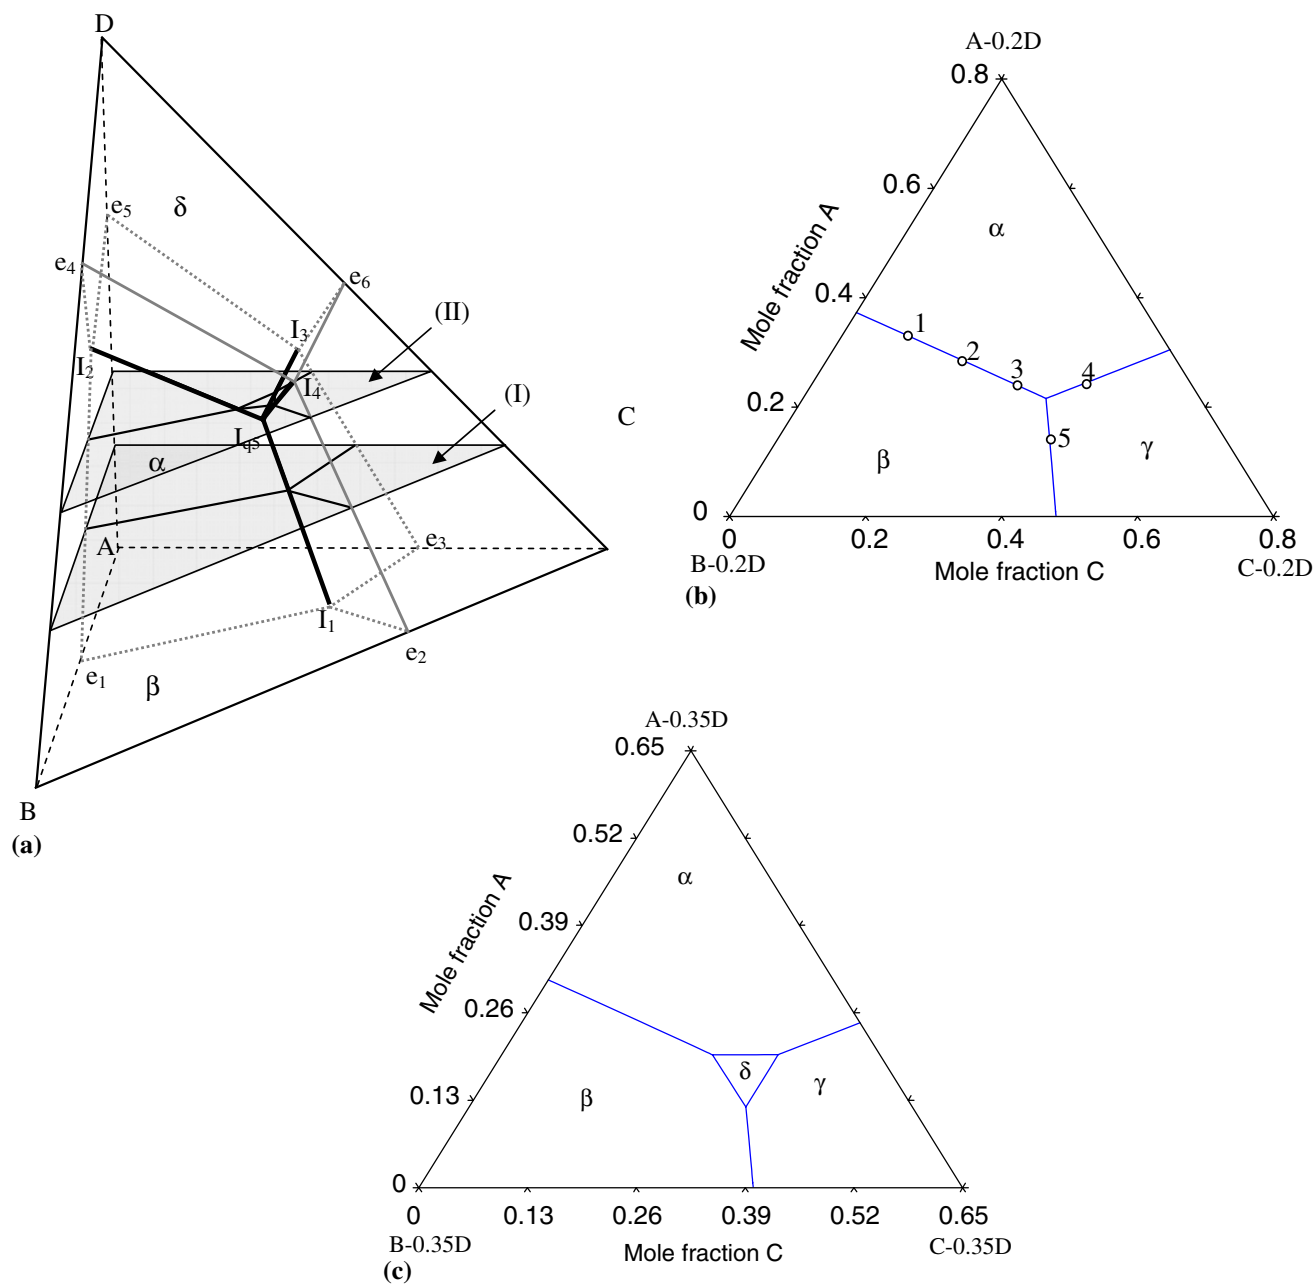 D
δ
e5
e4
e6
I3
(II)
I2
I4
(I)
C
Iq5
α
A
e3
I1
e2
e1
β
B
(a)
A-0.2D
0.8
0.6
α
Mole fraction A
0.4
1
2
3
4
0.2
5
β
γ
0
0 0.2 0.4 0.6 0.8
B-0.2D Mole fraction C C-0.2D
(b)
A-0.35D
0.65
0.52
α
Mole fraction A
0.39
0.26
δ
γ
β
0.13
0
0 0.13 0.26 0.39 0.52 0.65
B-0.35D Mole fraction C C-0.35D
(c)